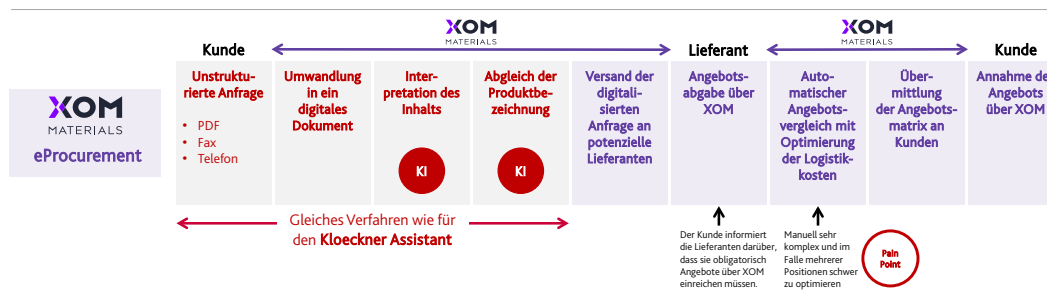 XOM
MATERIALS
XOM
MATERIALS
Kunde
Lieferant
Kunde
XOM
MATERIALS
eProcurement
Unstruktu-
rierte Anfrage
• PDF
• Fax
• Telefon
Umwandlung
in ein
digitales
Dokument
Inter-
pretation des
Inhalts
KI
Abgleich der
Produktbe-
zeichnung
KI
Versand der
digitali-
sierten
Anfrage an
potenzielle
Lieferanten
Angebots-
abgabe über
XOM
Auto-
matischer
Angebots-
vergleich mit
Optimierung
der Logistik-
kosten
Über-
mittlung
der Angebots-
matrix an
Kunden
Annahme des
Angebots
über XOM
Gleiches Verfahren wie für
den Kloeckner Assistant
Der Kunde informiert
die Lieferanten darüber,
dass sie obligatorisch
Angebote über XOM
einreichen müssen.
Manuell sehr
komplex und im
Falle mehrerer
Positionen schwer
zu optimieren
Pain
Point